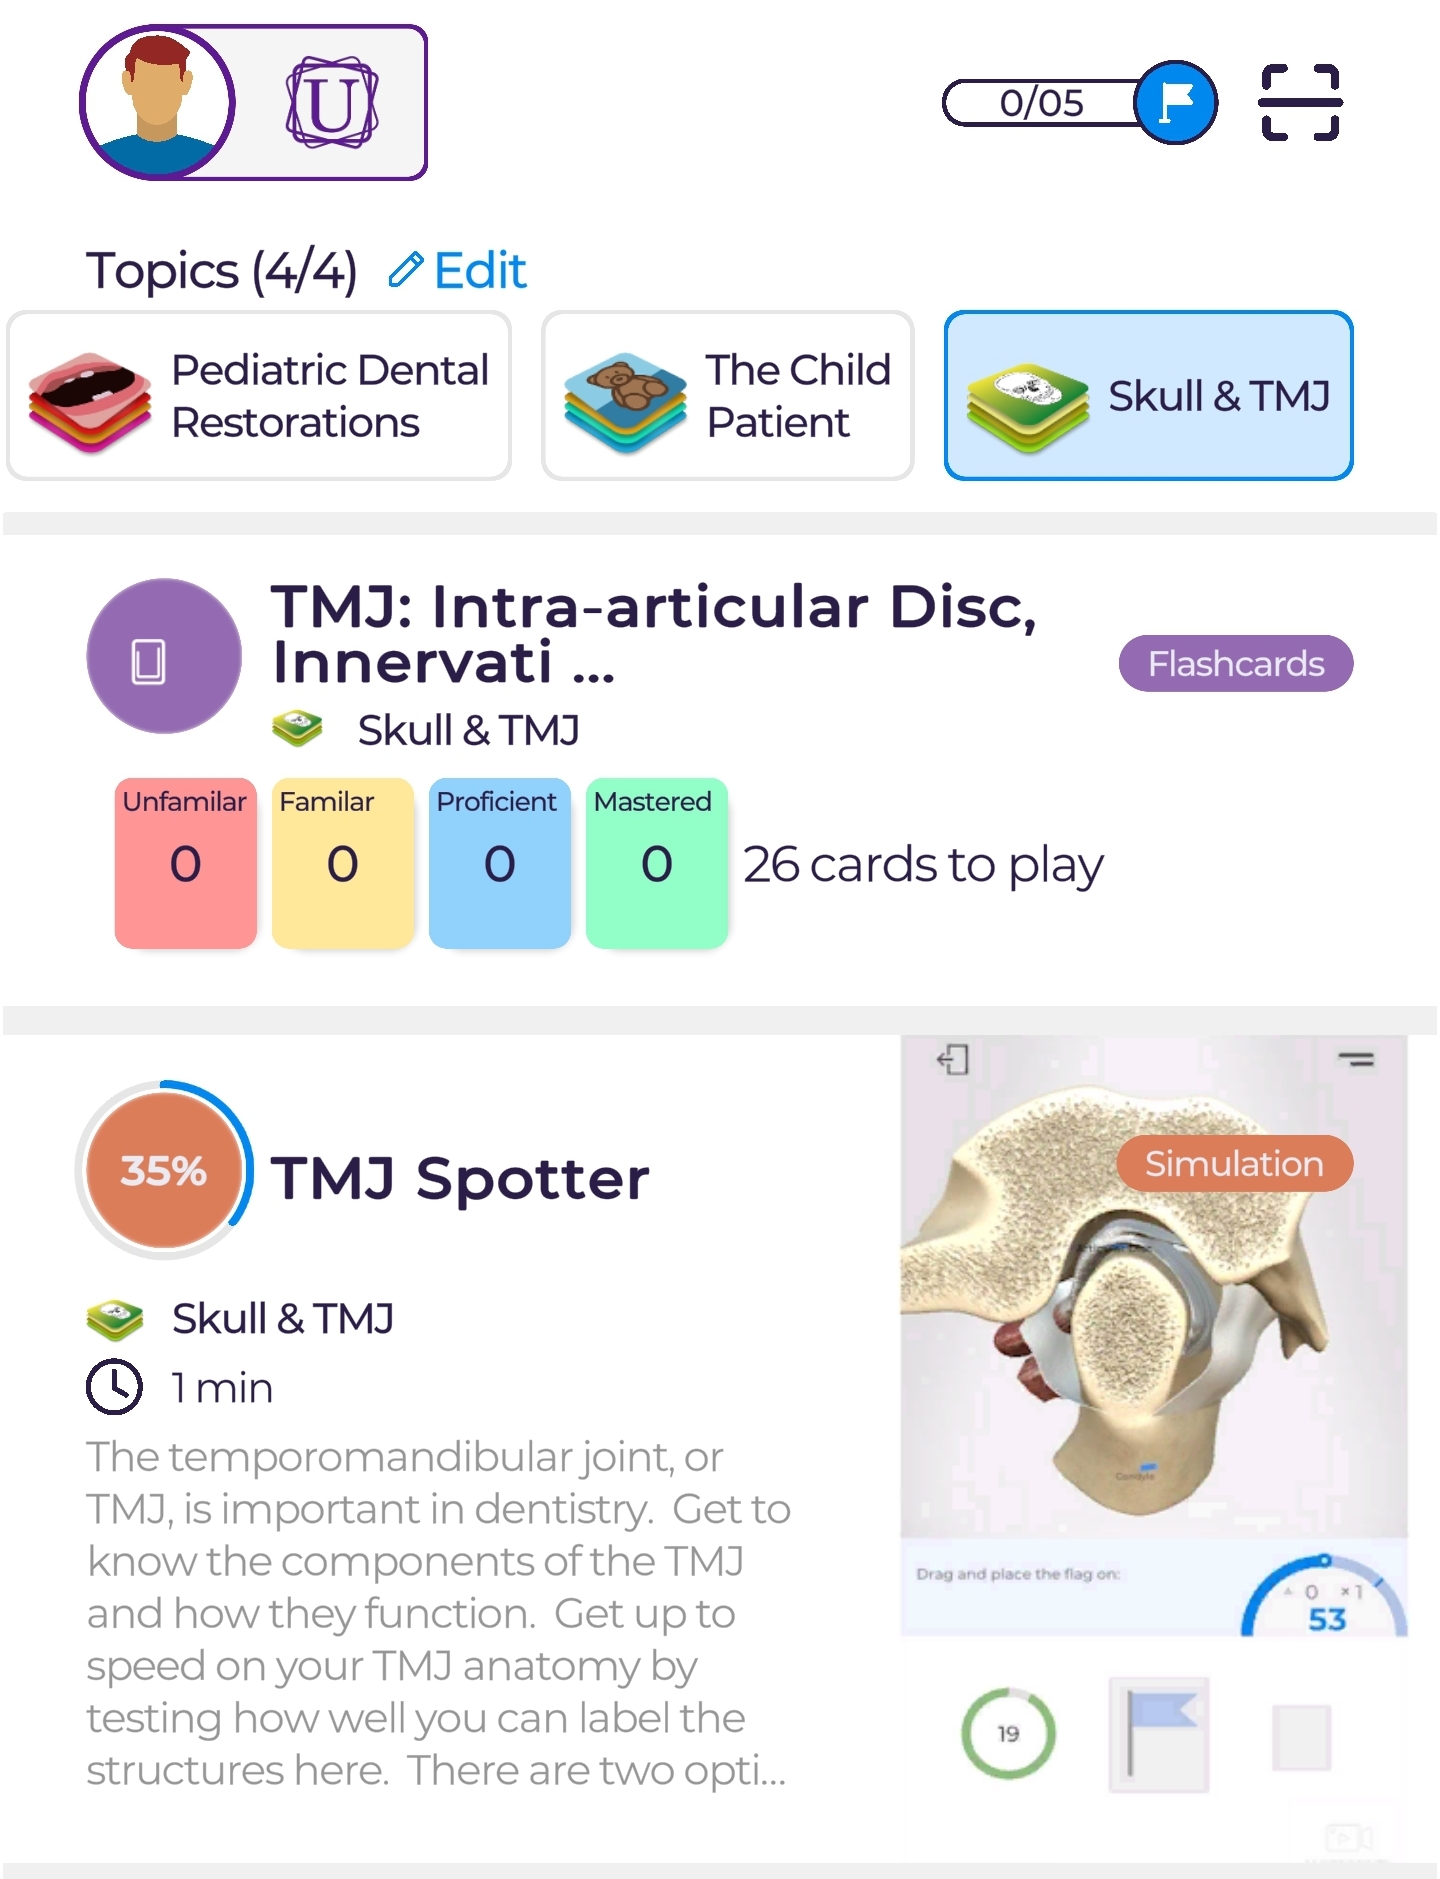 U
0/05
Topics (4/4) Edit
Pediatric Dental
Restorations
The Child
Patient
Skull & TMJ
TMJ: Intra-articular Disc,
Innervati ...
Flashcards
Skull & TMJ
Unfamilar
Familar
Proficient
Mastered
0
0
0
0
26 cards to play
35%
TMJ Spotter
Simulation
Skull & TMJ
1 min
The temporomandibular joint, or
TMJ, is important in dentistry.  Get to
know the components of the TMJ
and how they function.  Get up to
speed on your TMJ anatomy by
testing how well you can label the
structures here.  There are two opti...
Condyle
Drag and place the flag on:
0 ×1
53
19